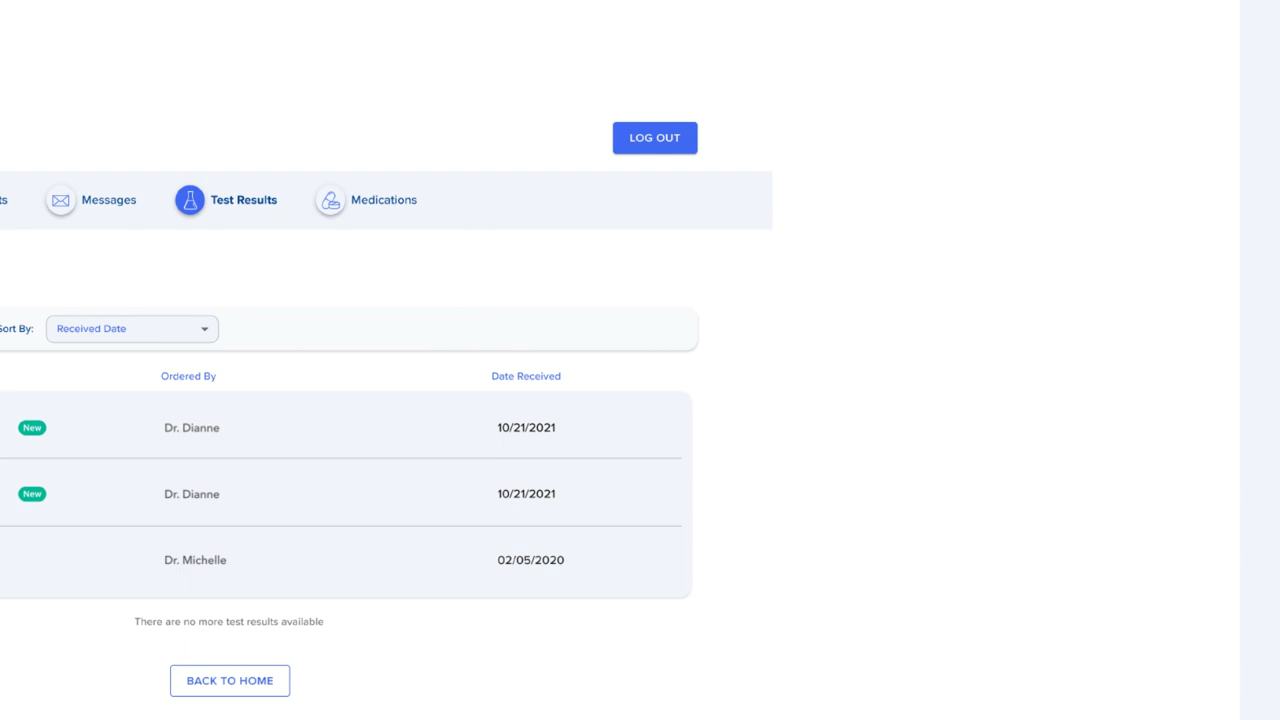 LOG OUT
ts Messages Test Results Medications
Sort By: Received Date
Ordered By Date Received
New Dr. Dianne 10/21/2021
New Dr. Dianne 10/21/2021
Dr. Michelle 02/05/2020
There are no more test results available
BACK TO HOME